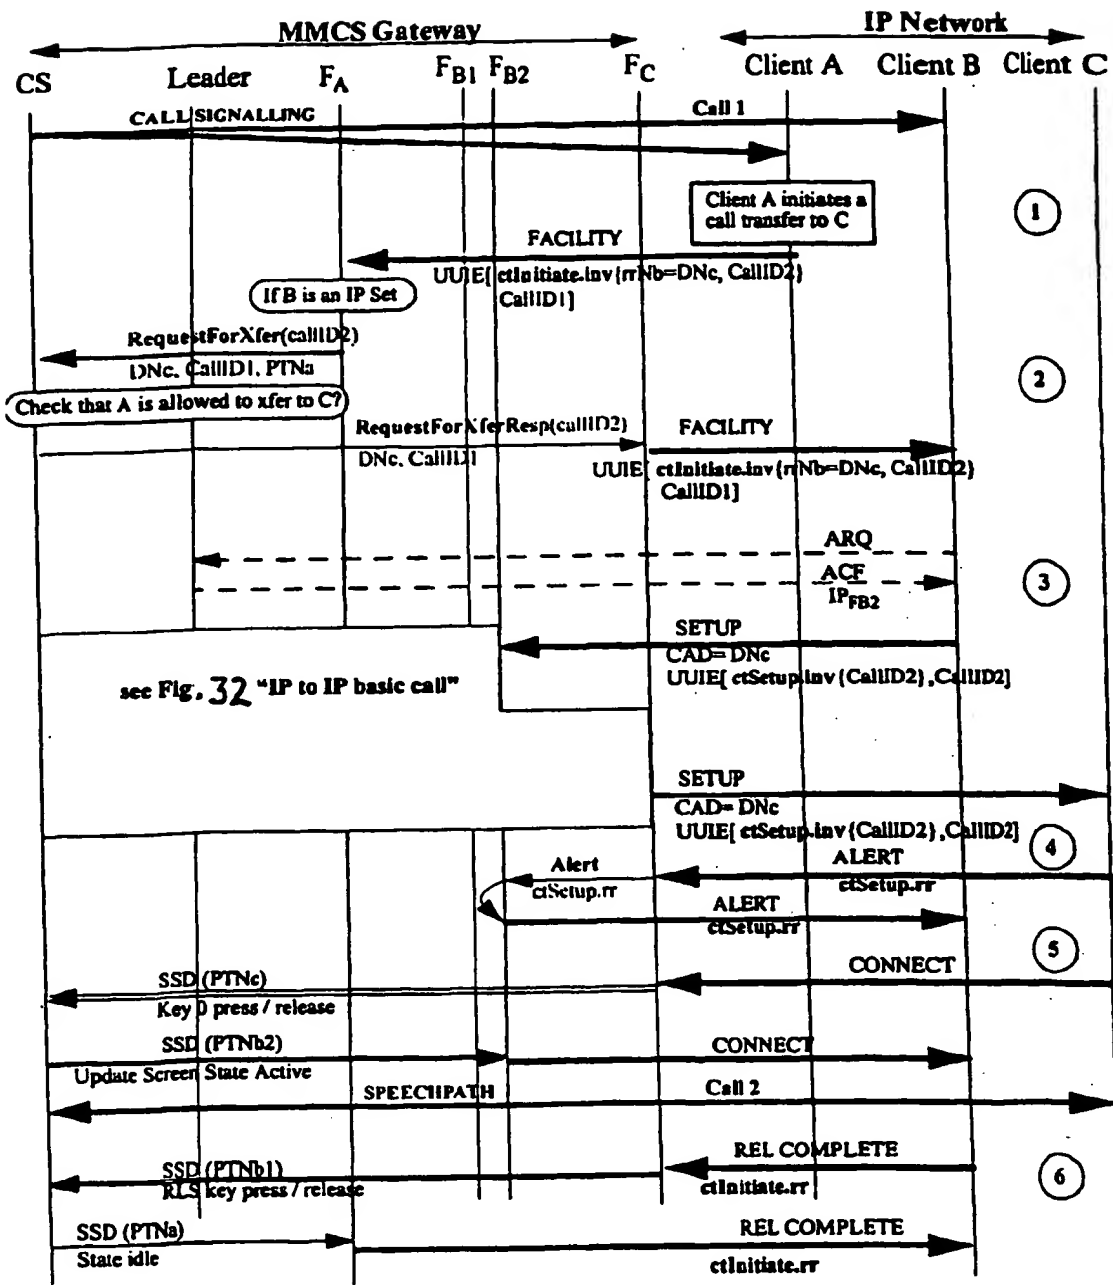 MMCS Gateway
IP Network
CS Leader FA FB1 FB2 FC Client A Client B Client C
CALL SIGNALLING
Call 1
Client A initiates a
call transfer to C
1
FACILITY
UUIE[ ctInitiate.inv{rrNb=DNc, CallID2}
CallID1]
If B is an IP Set
RequestForXfer(callID2)
DNc, CallID1, PTNa
2
Check that A is allowed to xfer to C?
RequestForXferResp(callID2)
DNc, CallID1
FACILITY
UUIE[ ctInitiate.inv{rrNb=DNc, CallID2}
CallID1]
ARQ
ACF
IPFB2
3
SETUP
CAD= DNc
UUIE[ ctSetup.inv{CallID2},CallID2]
see Fig. 32 "IP to IP basic call"
SETUP
CAD= DNc
UUIE[ ctSetup.inv{CallID2},CallID2]
4
Alert
ctSetup.rr
ALERT
ctSetup.rr
ALERT
ctSetup.rr
5
CONNECT
SSD (PTNc)
Key 0 press / release
SSD (PTNb2)
Update Screen State Active
CONNECT
SPEECHPATH
Call 2
REL COMPLETE
ctInitiate.rr
6
SSD (PTNb1)
RLS key press / release
SSD (PTNa)
State idle
REL COMPLETE
ctInitiate.rr